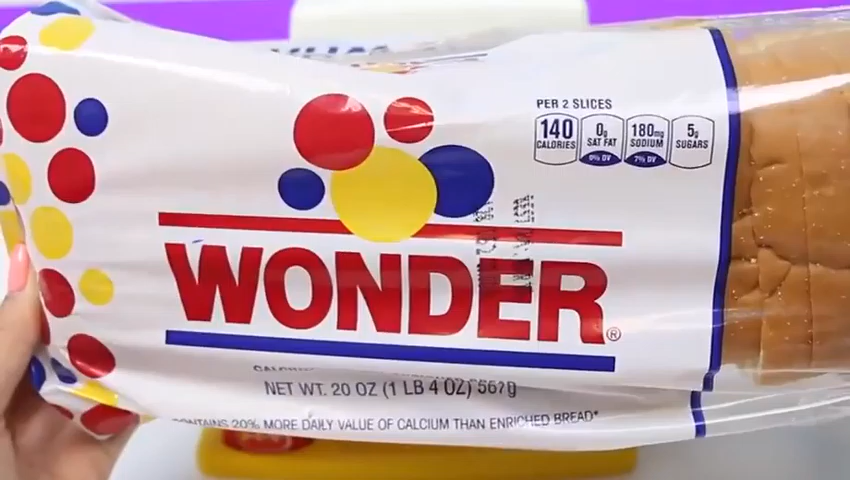 PER 2 SLICES
140 CALORIES
0g SAT FAT 0% DV
180mg SODIUM 7% DV
5g SUGARS
WONDER®
NET WT. 20 OZ (1 LB 4 OZ) 567g
CONTAINS 20% MORE DAILY VALUE OF CALCIUM THAN ENRICHED BREAD*